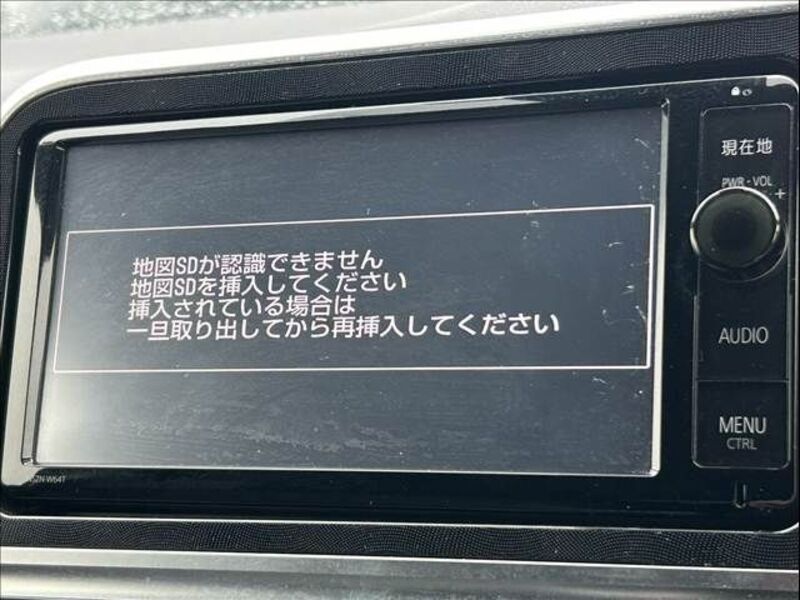 地図SDが認識できません
地図SDを挿入してください
挿入されている場合は
一旦取り出してから再挿入してください
現在地
PWR・VOL
+
AUDIO
MENU
CTRL
NSZN-W64T